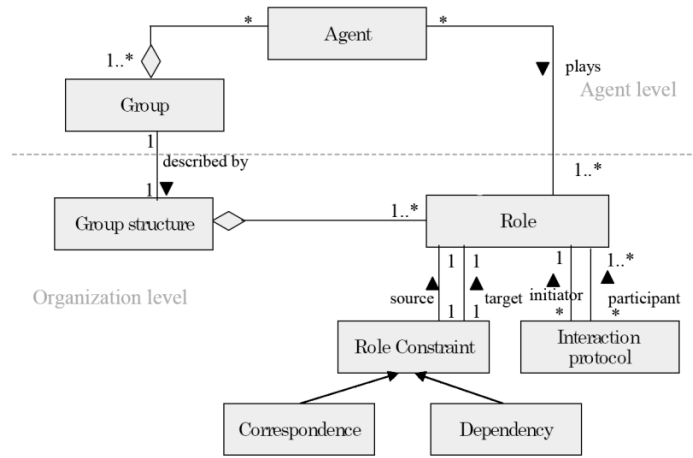 * Agent *
1..*
plays
Agent level
Group
1
described by
1..*
1
Group structure
1..*
Role
1 1 1 1..*
Organization level
source target initiator participant
1 1 * *
Role Constraint
Interaction
protocol
Correspondence
Dependency